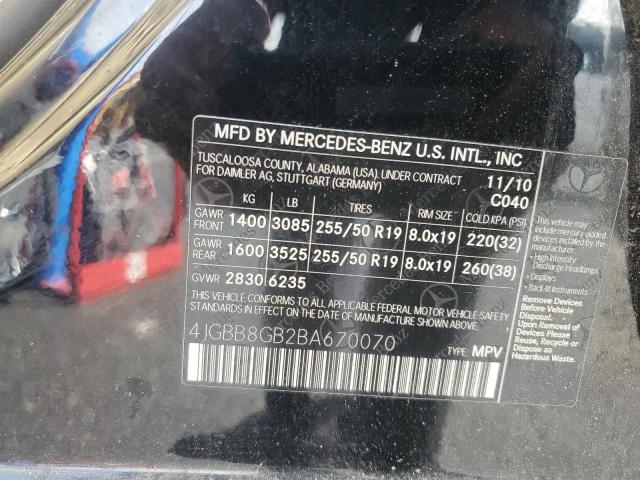 MFD BY MERCEDES-BENZ U.S. INTL., INC
TUSCALOOSA COUNTY, ALABAMA (USA). UNDER CONTRACT
FOR DAIMLER AG, STUTTGART (GERMANY)
11/10
C040
KG LB TIRES RIM SIZE COLD KPA (PSI)
GAWR FRONT 1400 3085 255/50 R19 8.0x19 220(32)
GAWR REAR 1600 3525 255/50 R19 8.0x19 260(38)
GVWR 2830 6235
THIS VEHICLE CONFORMS TO ALL APPLICABLE FEDERAL MOTOR VEHICLE SAFETY
STANDARDS IN EFFECT ON THE DATE OF MANUFACTURE SHOWN ABOVE.
4JGBB8GB2BA670070
TYPE: MPV
This vehicle may
include mercury-added
devices installed by the
manufacturer:
- High Intensity
Discharge Headlamps
- Displays
- Back-lit Instruments
Remove Devices
Before Vehicle
Disposal.
Upon Removal of
Devices Please
Reuse, Recycle
or Dispose as
Hazardous Waste.